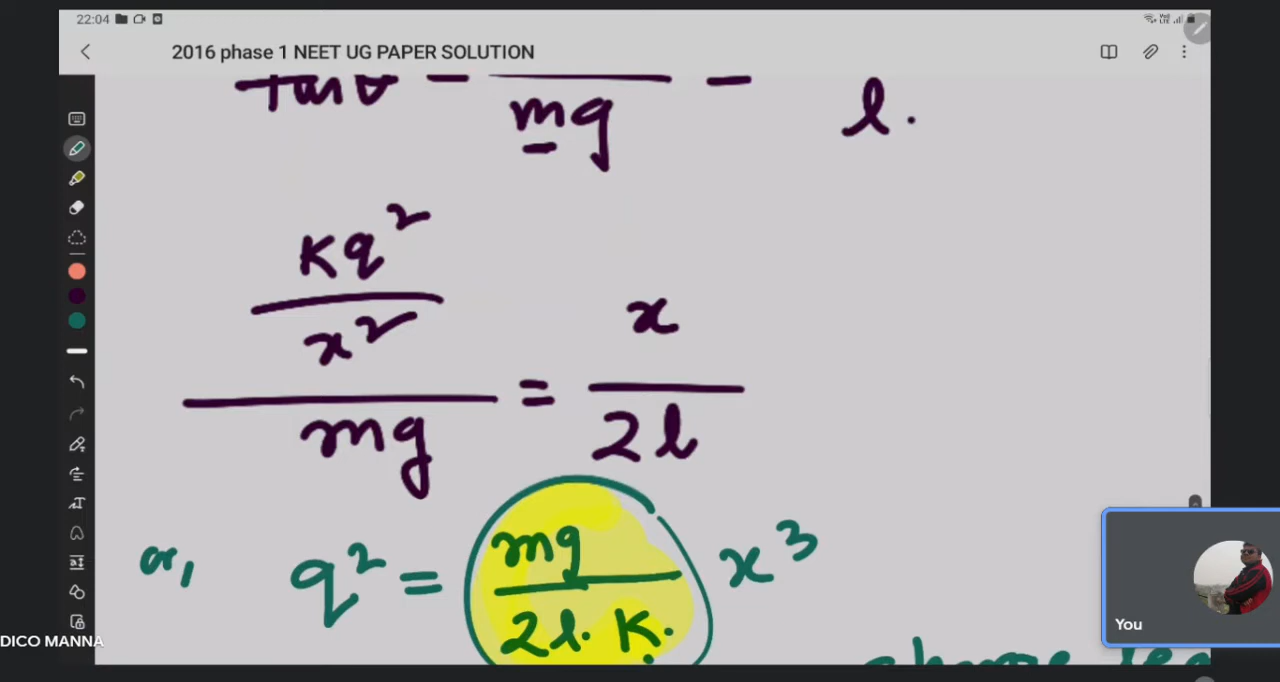 22:04
2016 phase 1 NEET UG PAPER SOLUTION
tanθ = mg = l.
Kq²
x²
mg
=
x
2l
or, q² = mg / 2l. K. x³
You
DICO MANNA